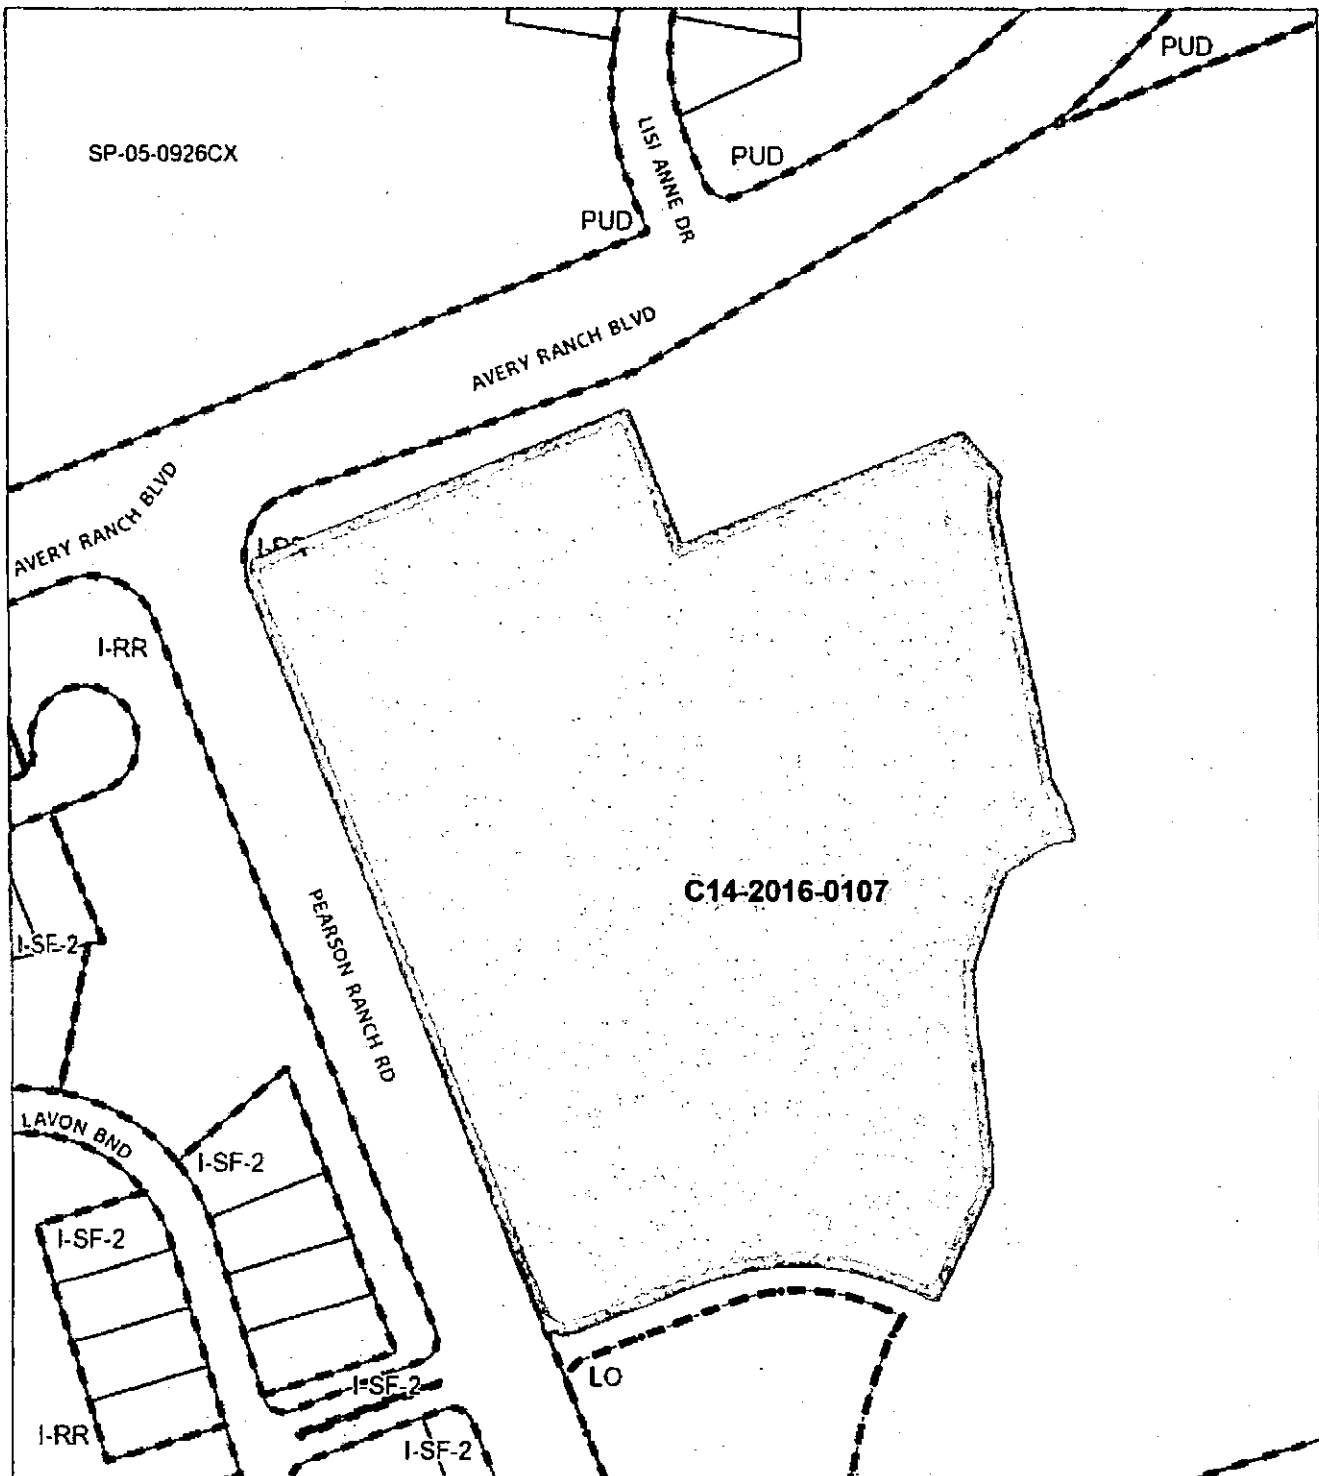 PUD
SP-05-0926CX
LISI ANNE DR
PUD
PUD
AVERY RANCH BLVD
AVERY RANCH BLVD
I-RR
C14-2016-0107
PEARSON RANCH RD
I-SF-2
LAVON BND
I-SF-2
I-SF-2
LO
I-SF-2
I-RR
I-SF-2